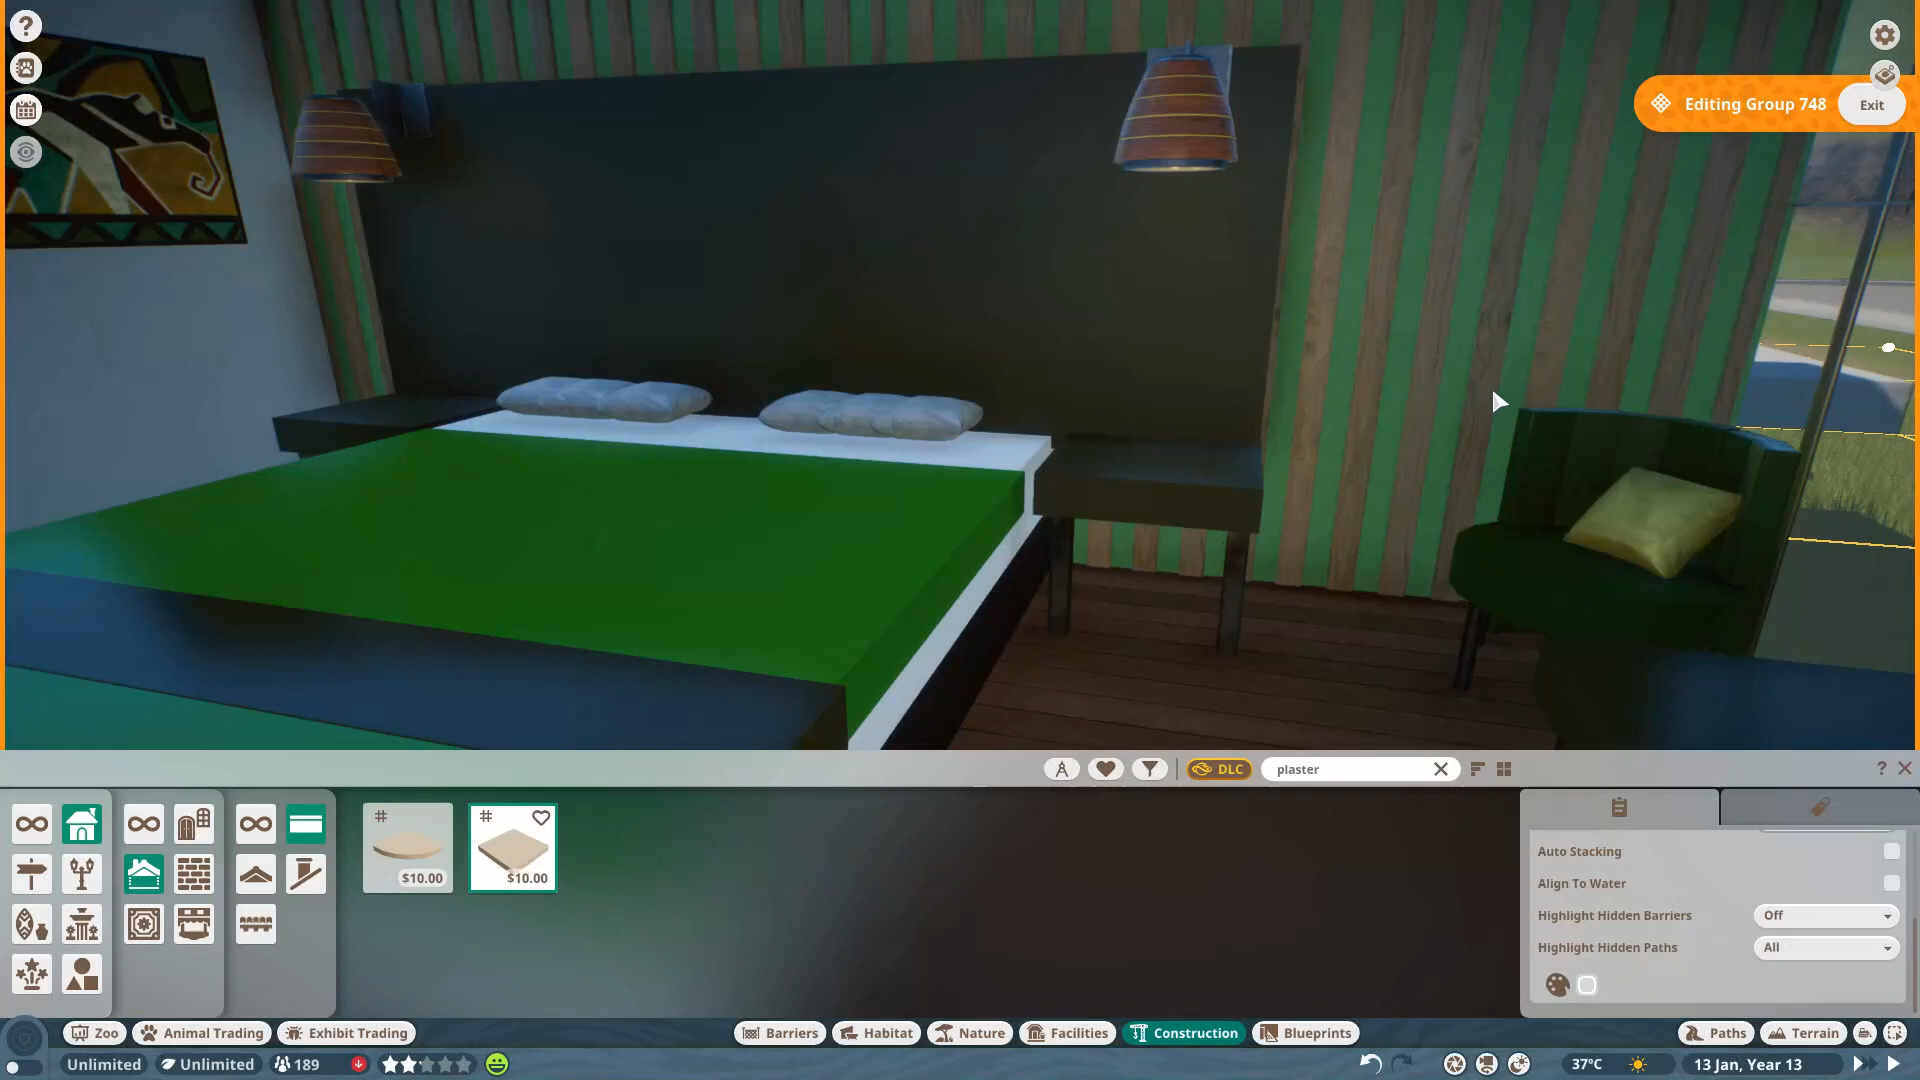 ?
Editing Group 748
Exit
DLC
plaster
?
$10.00
$10.00
Auto Stacking
Align To Water
Highlight Hidden Barriers
Off
Highlight Hidden Paths
All
Zoo
Animal Trading
Exhibit Trading
Barriers
Habitat
Nature
Facilities
Construction
Blueprints
Paths
Terrain
Unlimited
Unlimited
189
37°C
13 Jan, Year 13